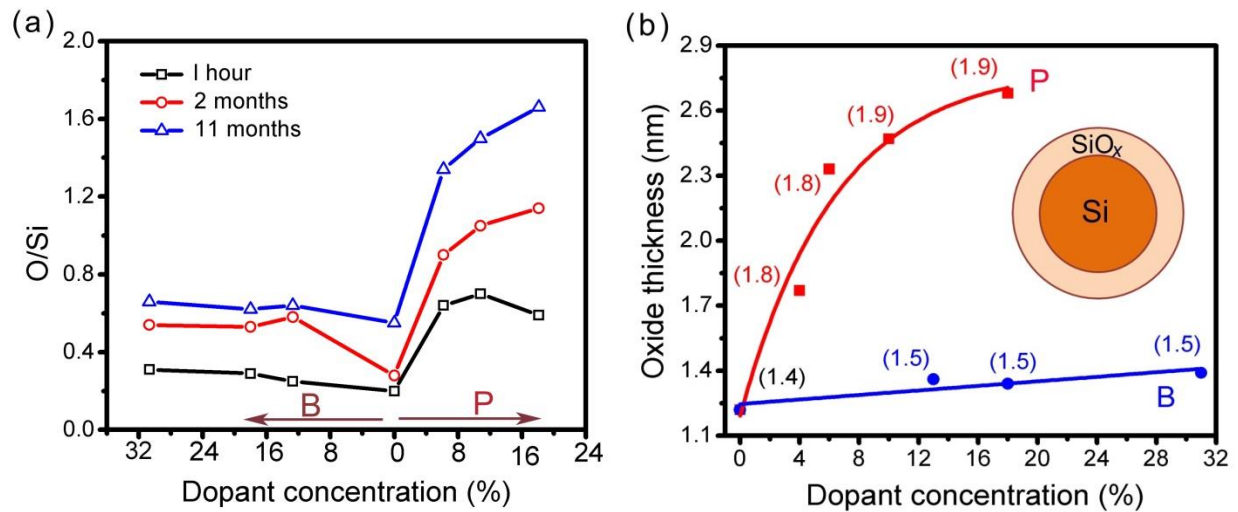 (a)
2.0
1.6
1.2
0.8
0.4
0.0
O/Si
I hour
2 months
11 months
B
P
32 24 16 8 0 8 16 24
Dopant concentration (%)
(b)
2.9
2.6
2.3
2.0
1.7
1.4
1.1
Oxide thickness (nm)
(1.9)
P
(1.9)
(1.8)
(1.8)
SiOx
Si
(1.4)
(1.5)
(1.5)
(1.5)
B
0 4 8 12 16 20 24 28 32
Dopant concentration (%)